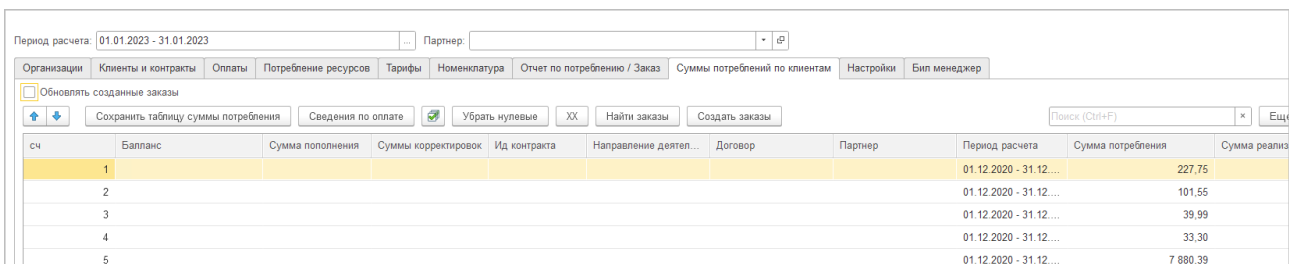 Период расчета: 01.01.2023 - 31.01.2023 ... Партнер:
Организации Клиенты и контракты Оплаты Потребление ресурсов Тарифы Номенклатура Отчет по потреблению / Заказ Суммы потреблений по клиентам Настройки Бил менеджер
Обновлять созданные заказы
Сохранить таблицу суммы потребления Сведения по оплате Убрать нулевые XX Найти заказы Создать заказы Поиск (Ctrl+F) × Еще
сч Балланс Сумма пополнения Суммы корректировок Ид контракта Направление деятел... Договор Партнер Период расчета Сумма потребления Сумма реализ
1 01.12.2020 - 31.12.... 227,75
2 01.12.2020 - 31.12.... 101,55
3 01.12.2020 - 31.12.... 39,99
4 01.12.2020 - 31.12.... 33,30
5 01.12.2020 - 31.12.... 7 880,39